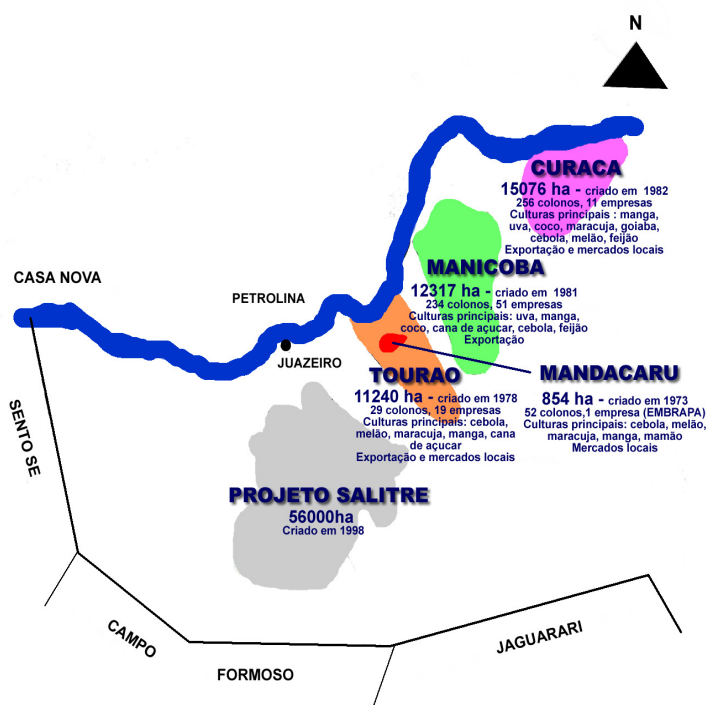 N
CURACA
15076 ha - criado em 1982
256 colonos, 11 empresas
Culturas principais : manga,
uva, coco, maracuja, goiaba,
cebola, melão, feijão
Exportação e mercados locais
MANICOBA
12317 ha - criado em 1981
234 colonos, 51 empresas
Culturas principais: uva, manga,
coco, cana de açucar, cebola, feijão
Exportação
CASA NOVA
PETROLINA
JUAZEIRO
TOURAO
11240 ha - criado em 1978
29 colonos, 19 empresas
Culturas principais: cebola,
melão, maracuja, manga, cana
de açucar
Exportação e mercados locais
MANDACARU
854 ha - criado em 1973
52 colonos,1 empresa (EMBRAPA)
Culturas principais: cebola, melão,
maracuja, manga, mamão
Mercados locais
SENTO SE
PROJETO SALITRE
56000ha
Criado em 1998
CAMPO
FORMOSO
JAGUARARI